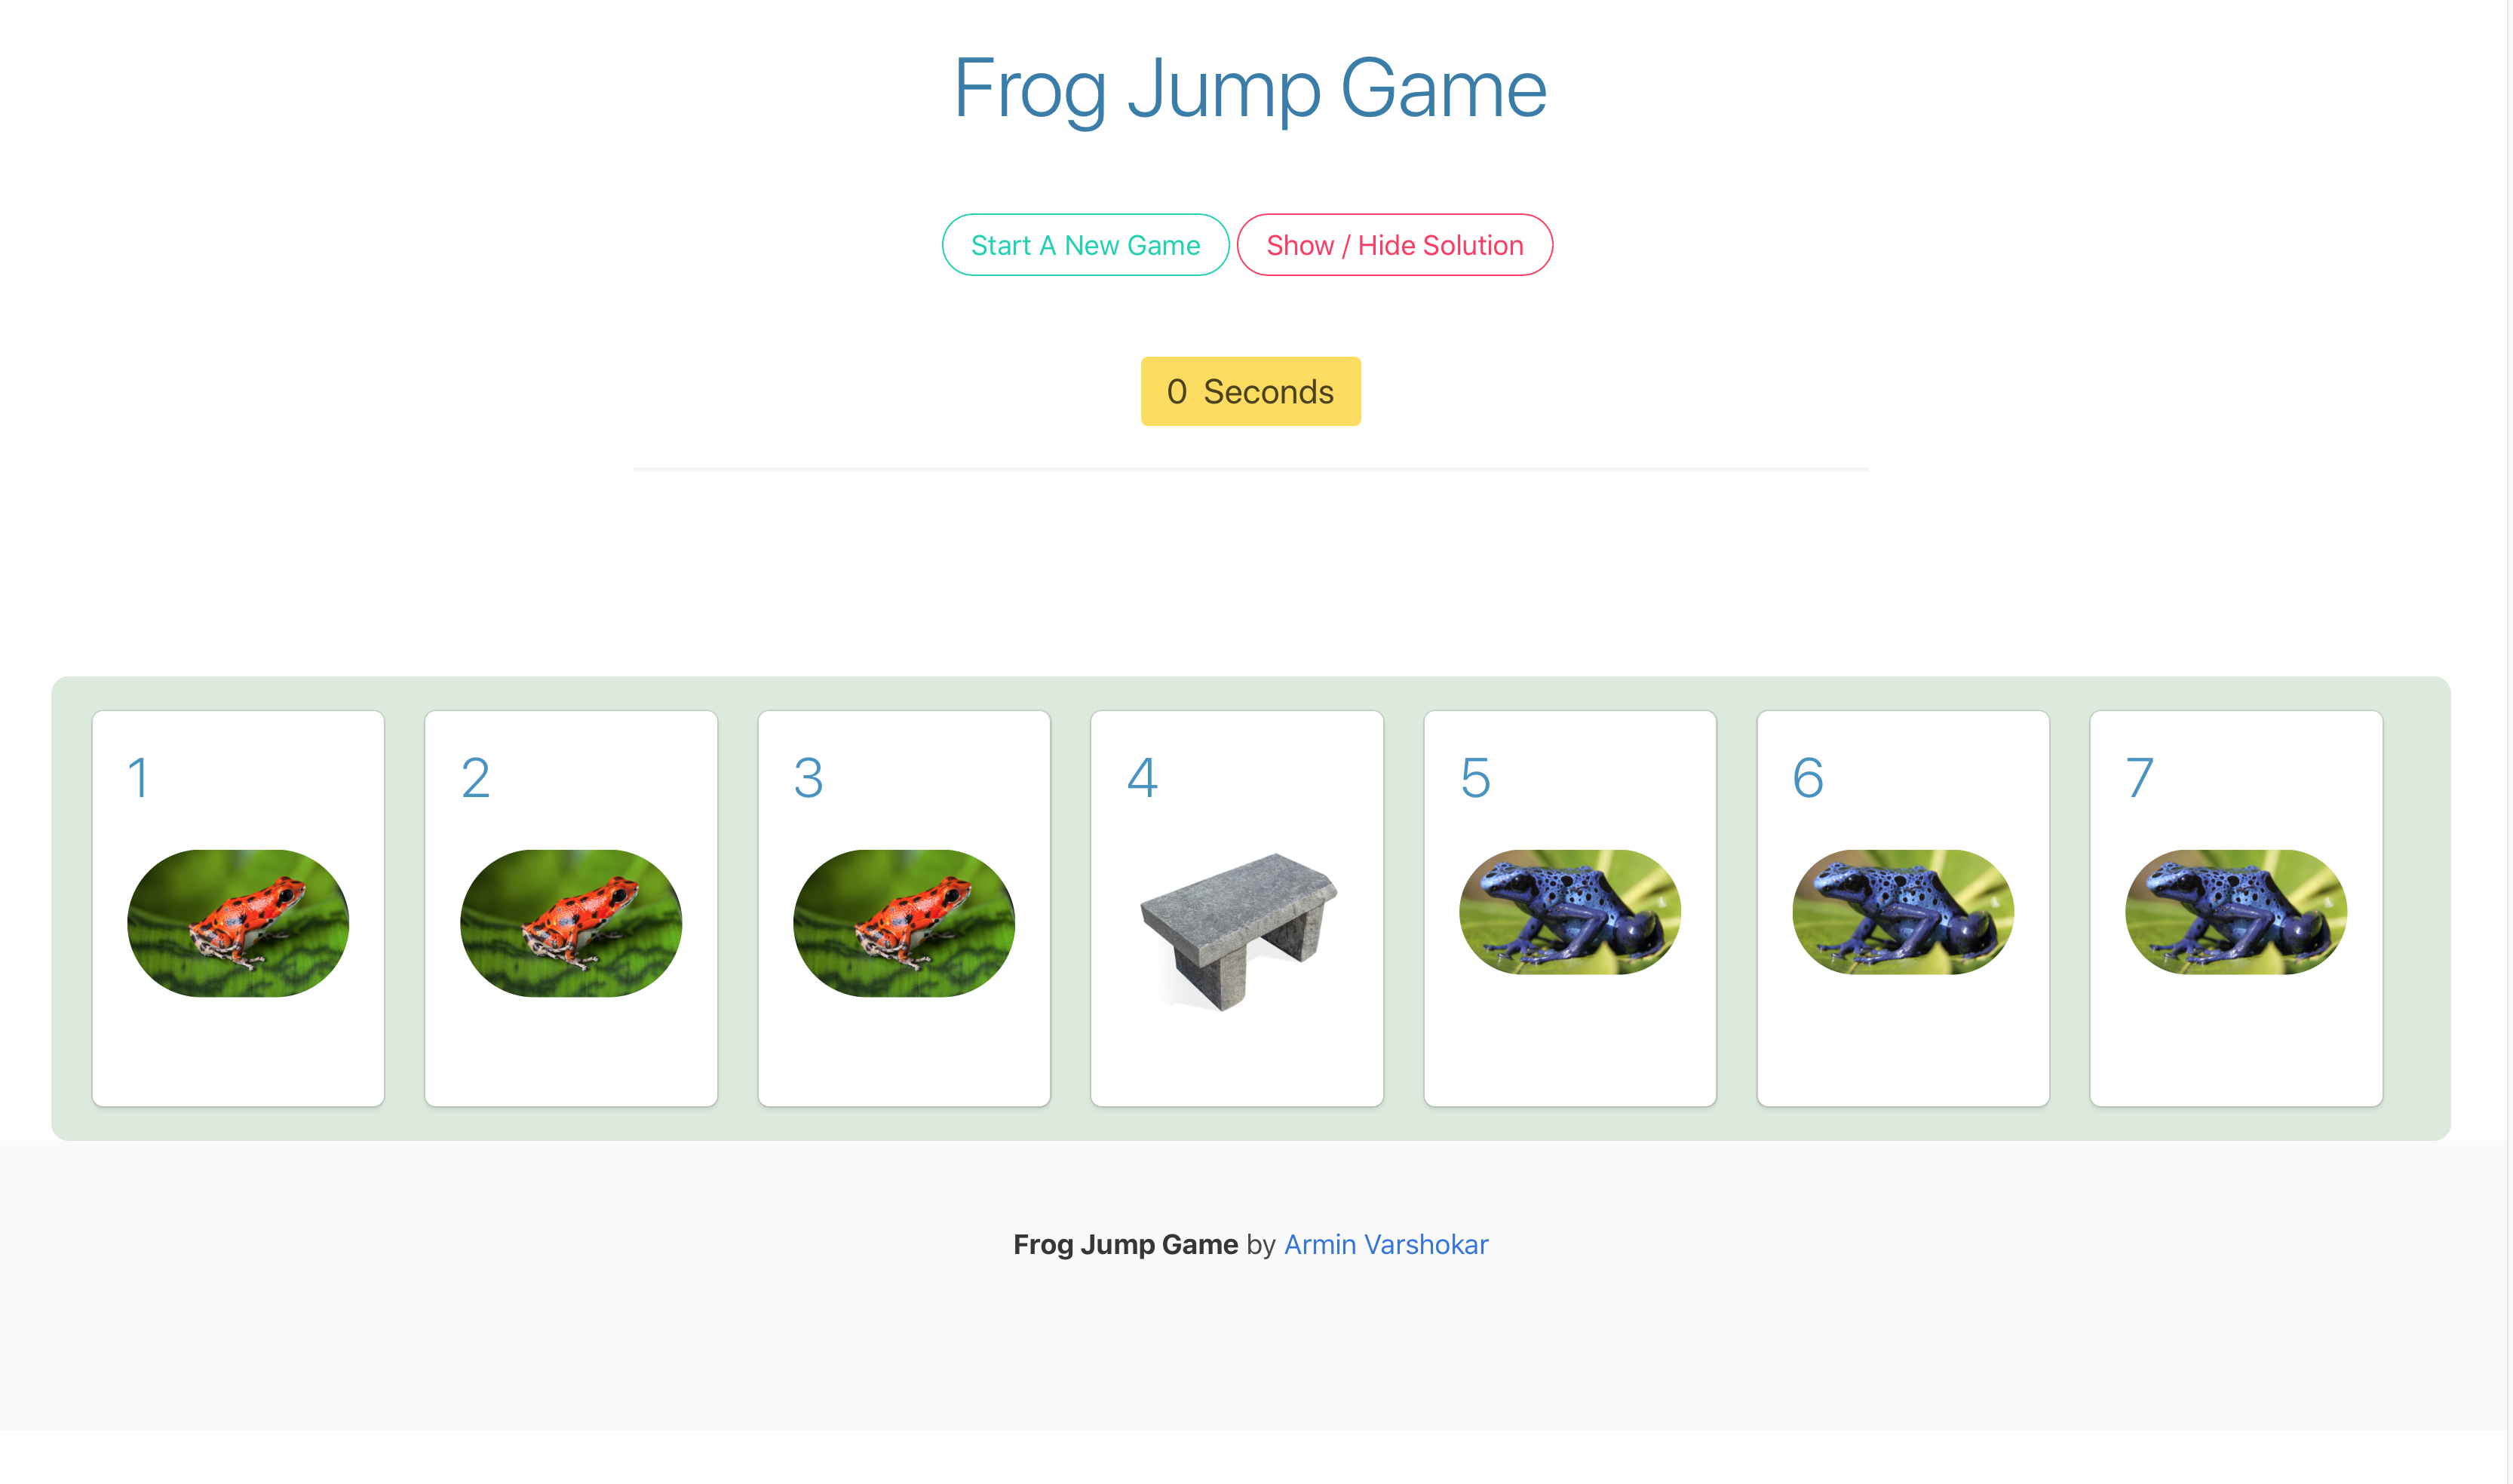 Frog Jump Game
Start A New Game Show / Hide Solution
0 Seconds
1 2 3 4 5 6 7
Frog Jump Game by Armin Varshokar